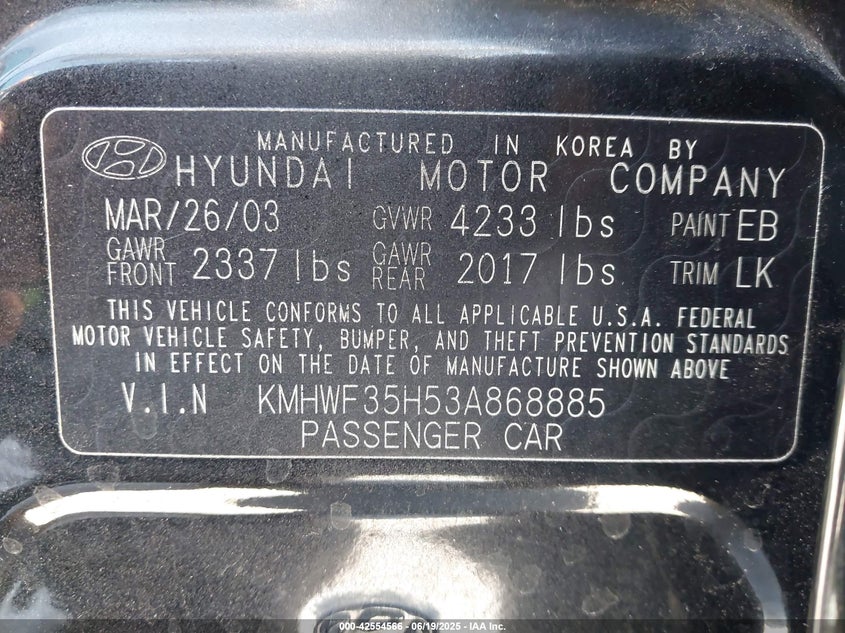 MANUFACTURED IN KOREA BY
HYUNDAI MOTOR COMPANY
MAR/26/03 GVWR 4233 lbs PAINT EB
GAWR FRONT 2337 lbs GAWR REAR 2017 lbs TRIM LK
THIS VEHICLE CONFORMS TO ALL APPLICABLE U.S.A. FEDERAL
MOTOR VEHICLE SAFETY, BUMPER, AND THEFT PREVENTION STANDARDS
IN EFFECT ON THE DATE OF MANUFACTURE SHOWN ABOVE
V.I.N KMHWF35H53A868885
PASSENGER CAR
000-42554566 - 06/19/2025 - IAA Inc.